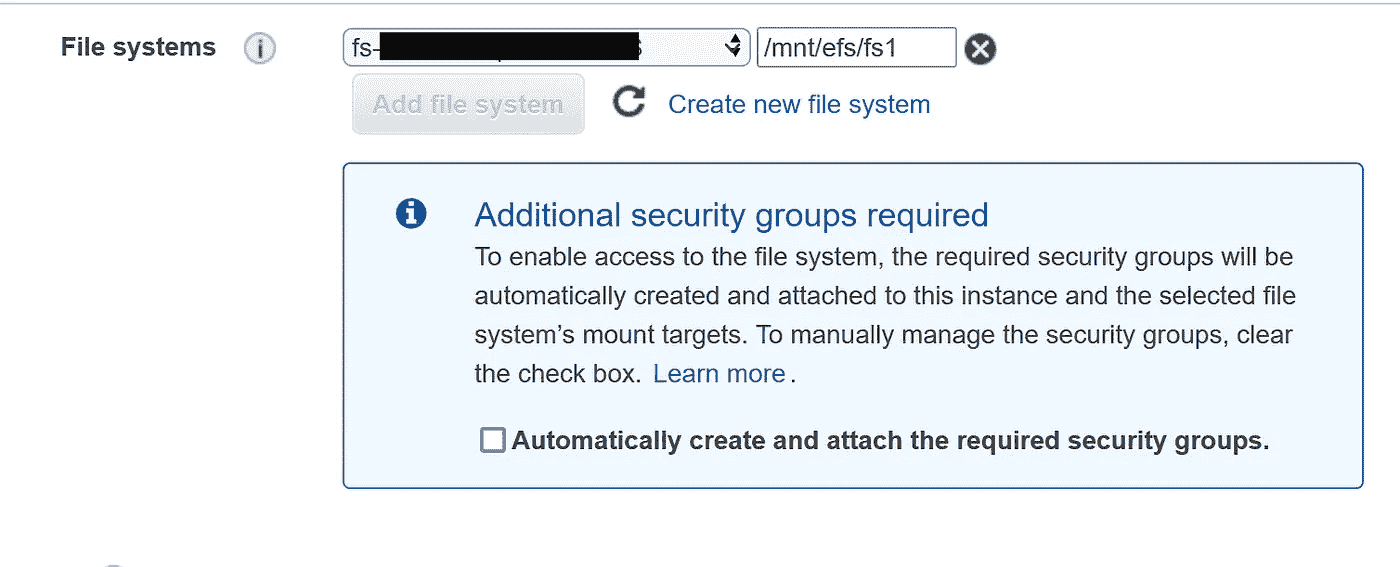 File systems i fs- /mnt/efs/fs1
Add file system Create new file system
Additional security groups required
To enable access to the file system, the required security groups will be
automatically created and attached to this instance and the selected file
system's mount targets. To manually manage the security groups, clear
the check box. Learn more.
Automatically create and attach the required security groups.